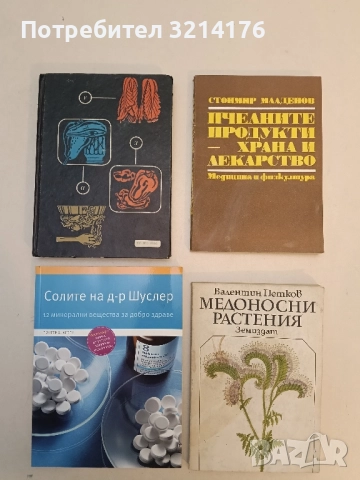 Потребител 3214176
СТОИМИР МЛАДЕНОВ
ПЧЕЛНИТЕ
ПРОДУКТИ
– ХРАНА И
ЛЕКАРСТВО
Медицина и физкултура
Солите на д-р Шуслер
12 минерални вещества за добро здраве
Валентин Петков
МЕДОНОСНИ
РАСТЕНИЯ
Земиздат
BAZAR